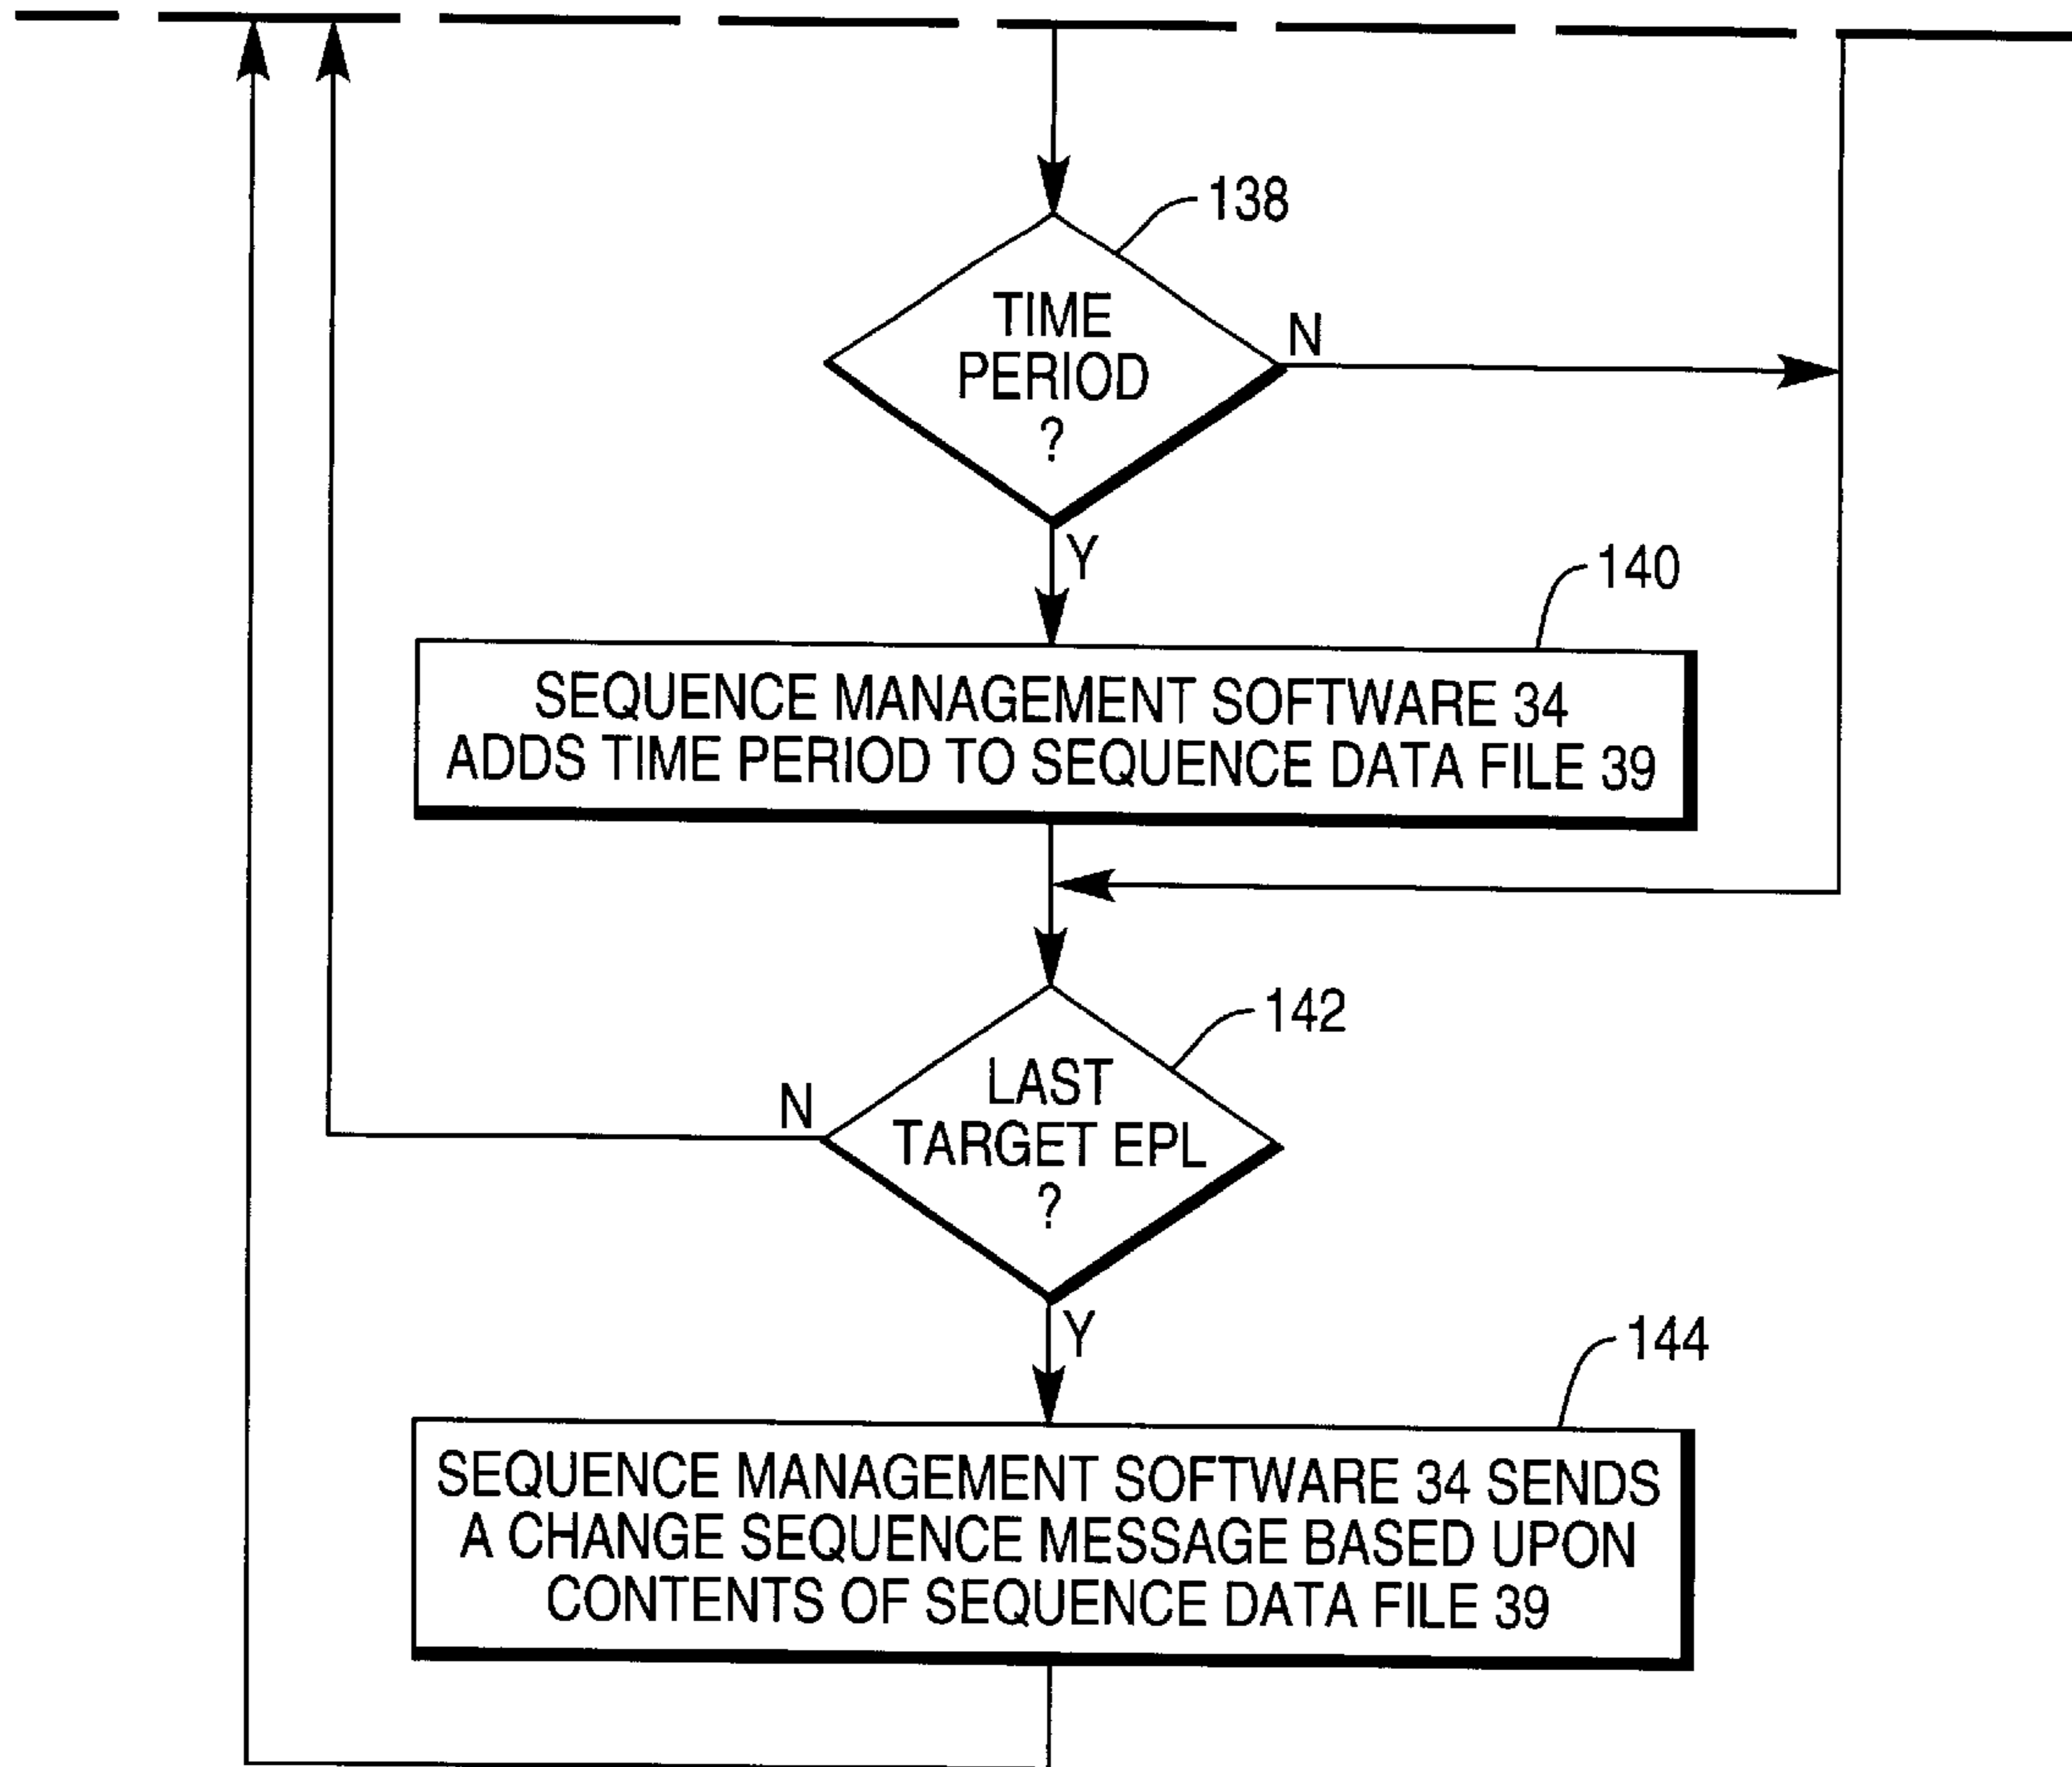 138
TIME
PERIOD
?
N
Y
140
SEQUENCE MANAGEMENT SOFTWARE 34
ADDS TIME PERIOD TO SEQUENCE DATA FILE 39
142
LAST
TARGET EPL
?
N
Y
144
SEQUENCE MANAGEMENT SOFTWARE 34 SENDS
A CHANGE SEQUENCE MESSAGE BASED UPON
CONTENTS OF SEQUENCE DATA FILE 39